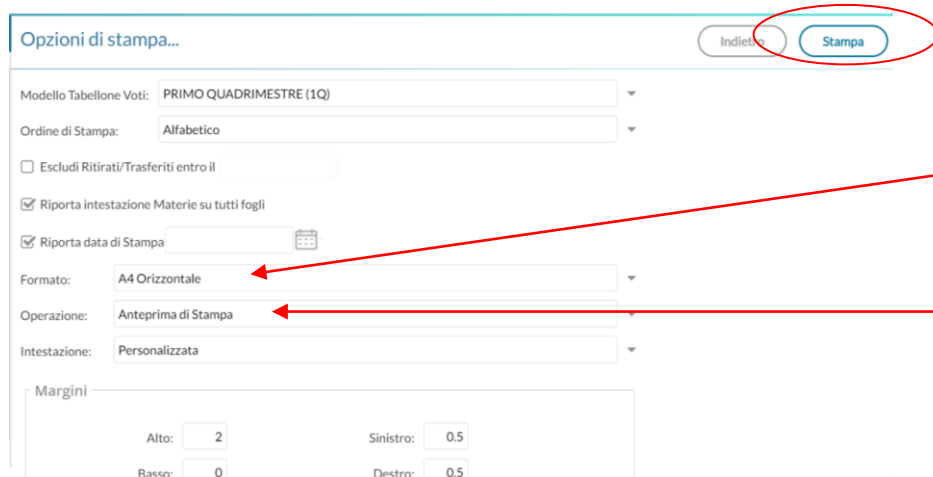 Opzioni di stampa...
Indietro
Stampa
Modello Tabellone Voti: PRIMO QUADRIMESTRE (1Q)
Ordine di Stampa: Alfabetico
Escludi Ritirati/Trasferiti entro il
Riporta intestazione Materie su tutti fogli
Riporta data di Stampa
Formato: A4 Orizzontale
Operazione: Anteprima di Stampa
Intestazione: Personalizzata
Margini
Alto: 2 Sinistro: 0.5
Basso: 0 Destro: 0.5